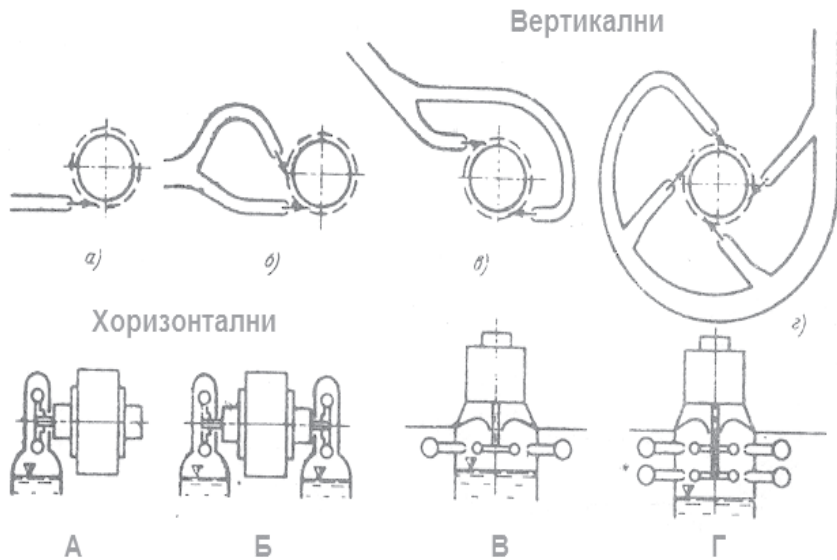 Вертикални
а)
б)
в)
г)
Хоризонтални
А
Б
В
Г